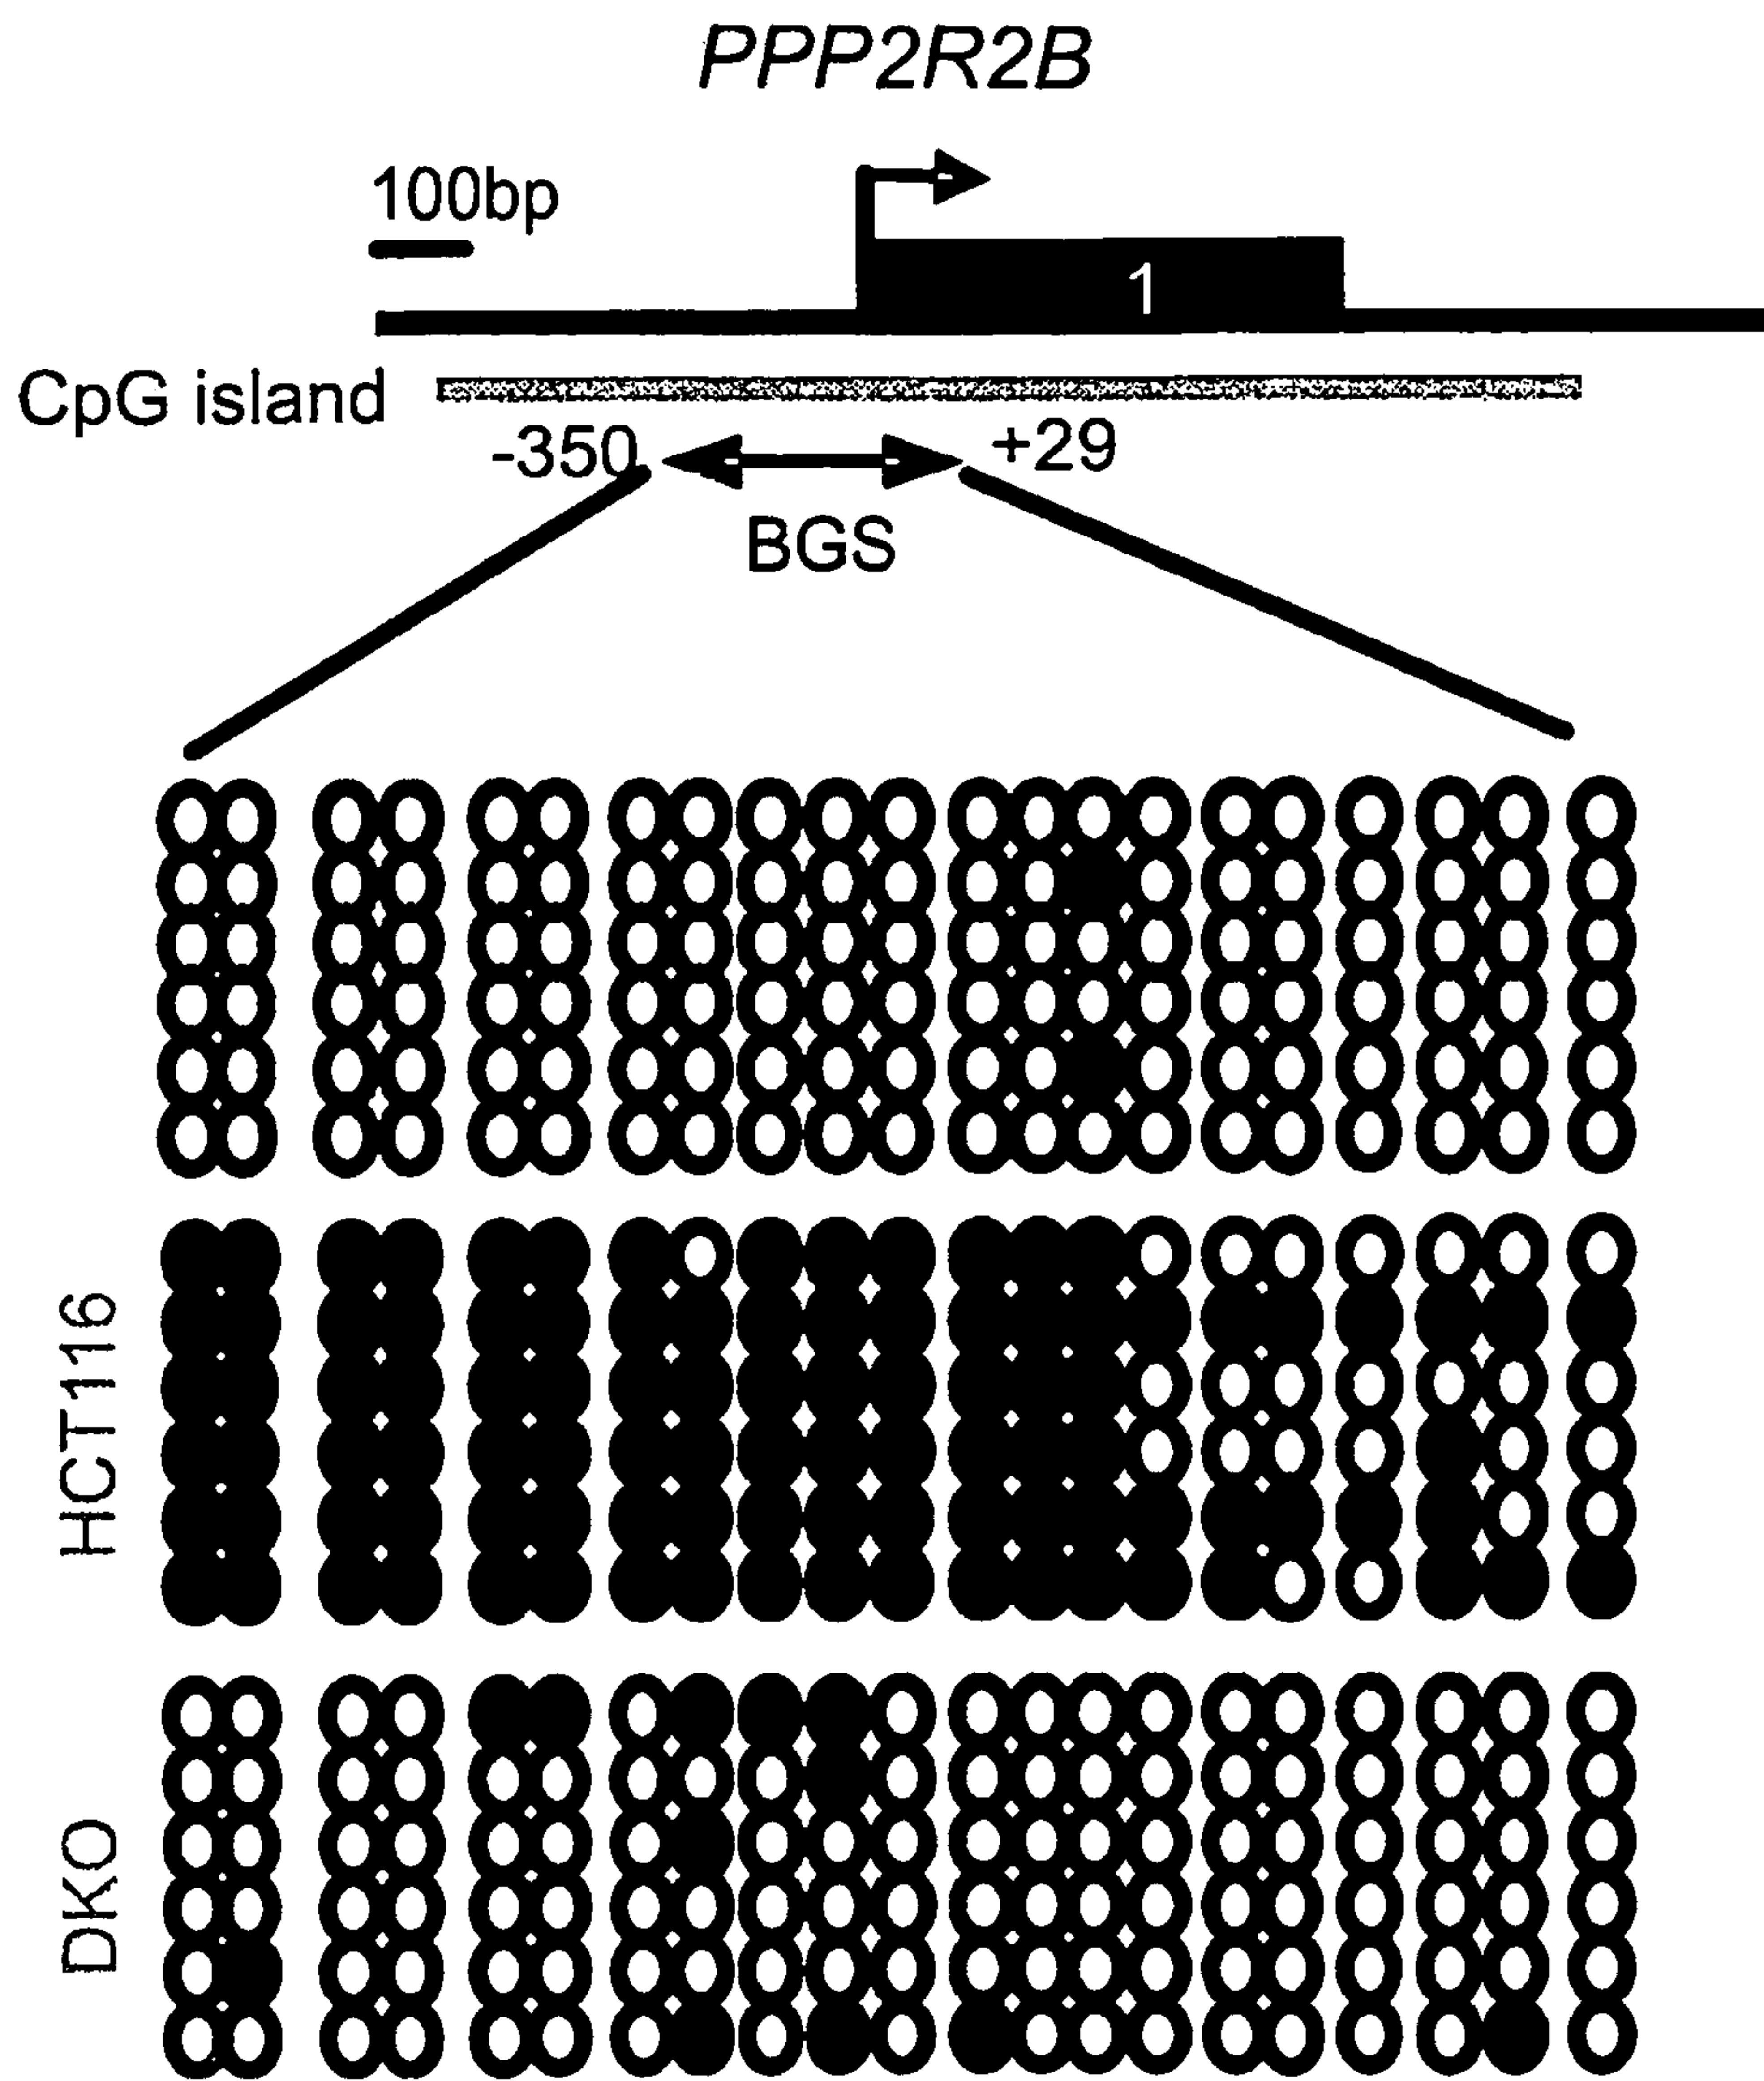 PPP2R2B
100bp
1
CpG island
-350
+29
BGS
HCT116
DKO